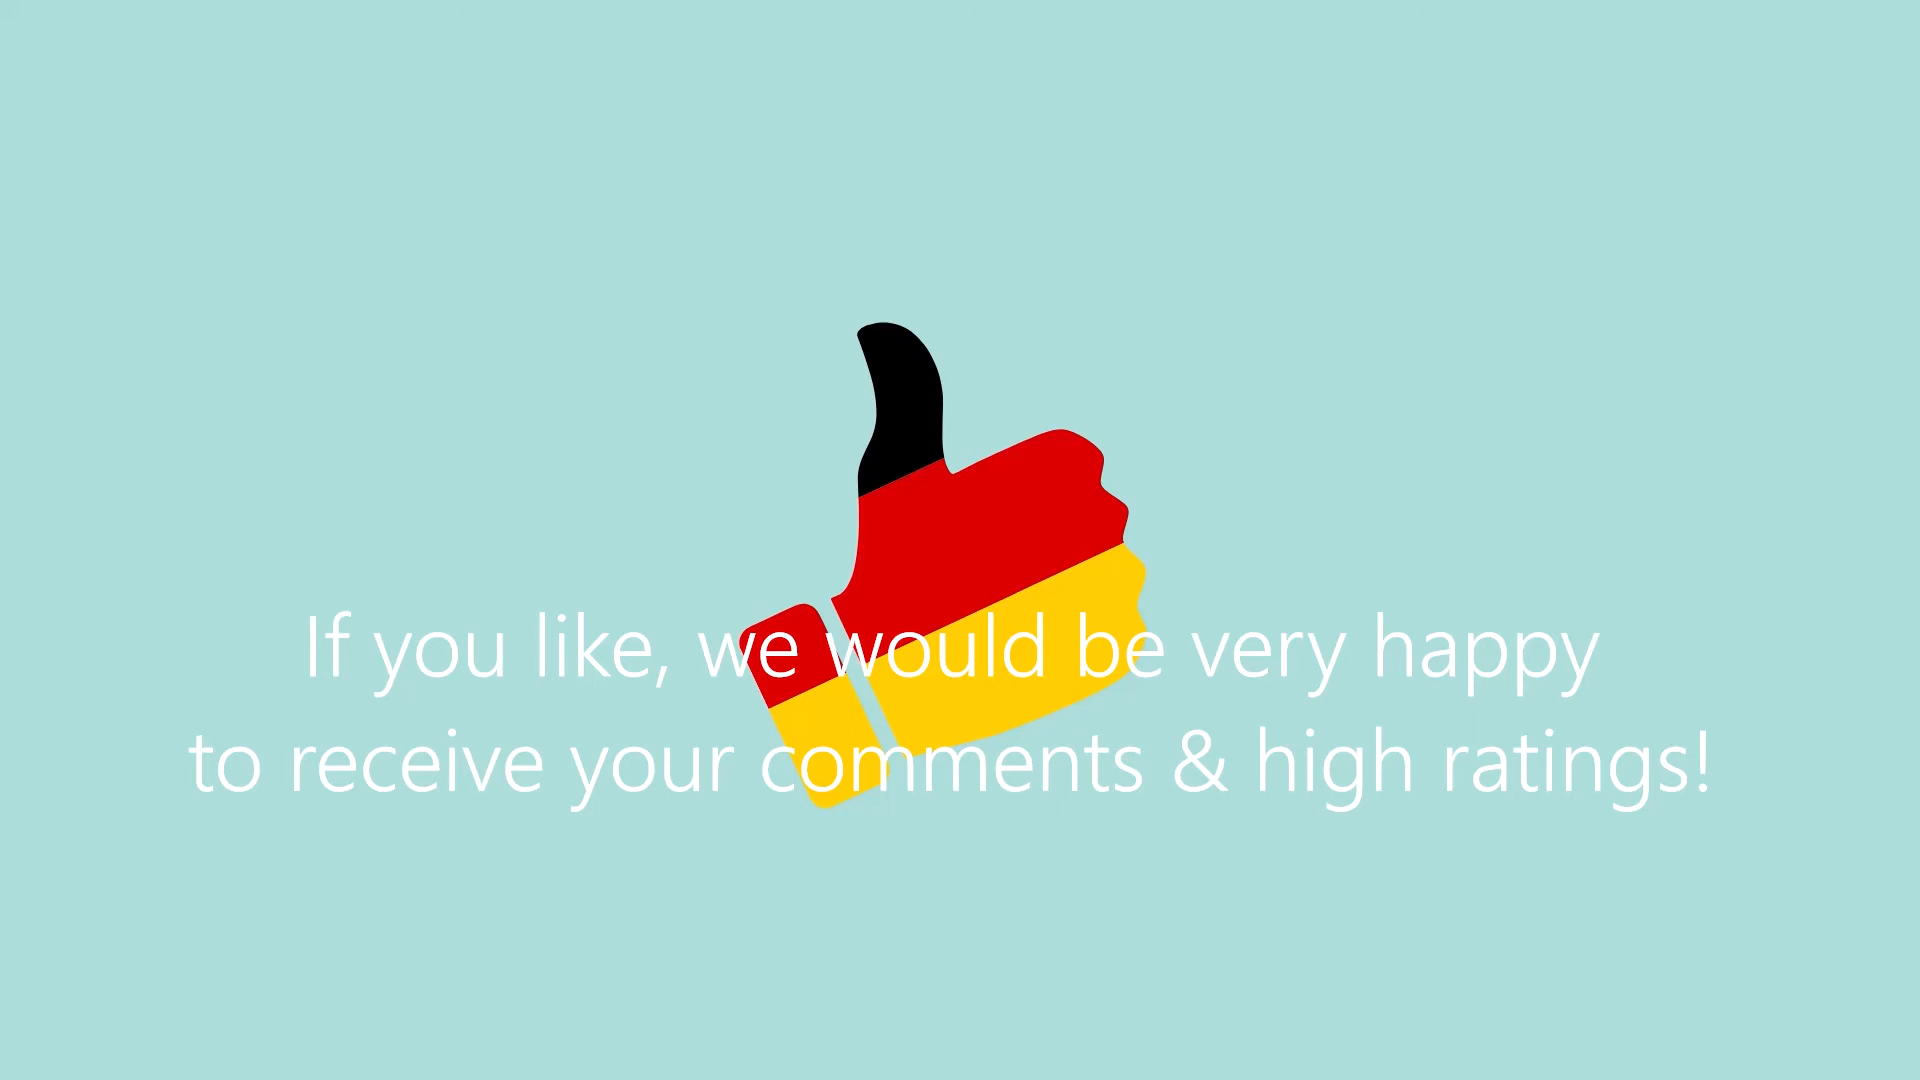 If you like, we would be very happy
to receive your comments & high ratings!